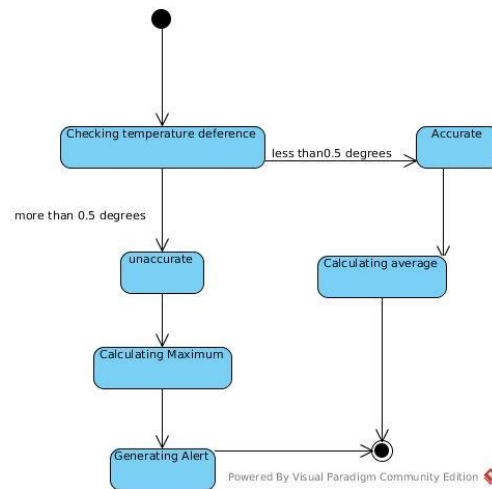 Checking temperature deference
Accurate
less than0.5 degrees
more than 0.5 degrees
unaccurate
Calculating average
Calculating Maximum
Generating Alert
Powered By Visual Paradigm Community Edition